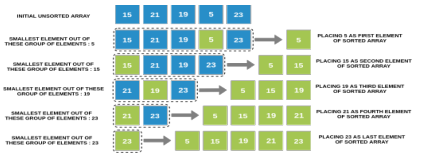 INITIAL UNSORTED ARRAY
15 21 19 5 23
SMALLEST ELEMENT OUT OF
THESE GROUP OF ELEMENTS : 5
15 21 19 5 23
5
PLACING 5 AS FIRST ELEMENT
OF SORTED ARRAY
SMALLEST ELEMENT OUT OF
THESE GROUP OF ELEMENTS : 15
15 21 19 23
5 15
PLACING 15 AS SECOND ELEMENT
OF SORTED ARRAY
SMALLEST ELEMENT OUT OF THESE
GROUP OF ELEMENTS : 19
21 19 23
5 15 19
PLACING 19 AS THIRD ELEMENT
OF SORTED ARRAY
SMALLEST ELEMENT OUT OF
THESE GROUP OF ELEMENTS : 23
21 23
5 15 19 21
PLACING 21 AS FOURTH ELEMENT
OF SORTED ARRAY
SMALLEST ELEMENT OUT OF
THESE GROUP OF ELEMENTS : 23
23
5 15 19 21 23
PLACING 23 AS LAST ELEMENT
OF SORTED ARRAY